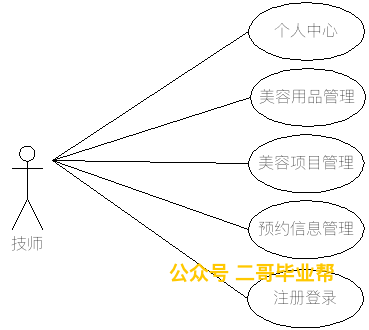 个人中心
美容用品管理
美容项目管理
技师
预约信息管理
公众号 二哥毕业帮
注册登录